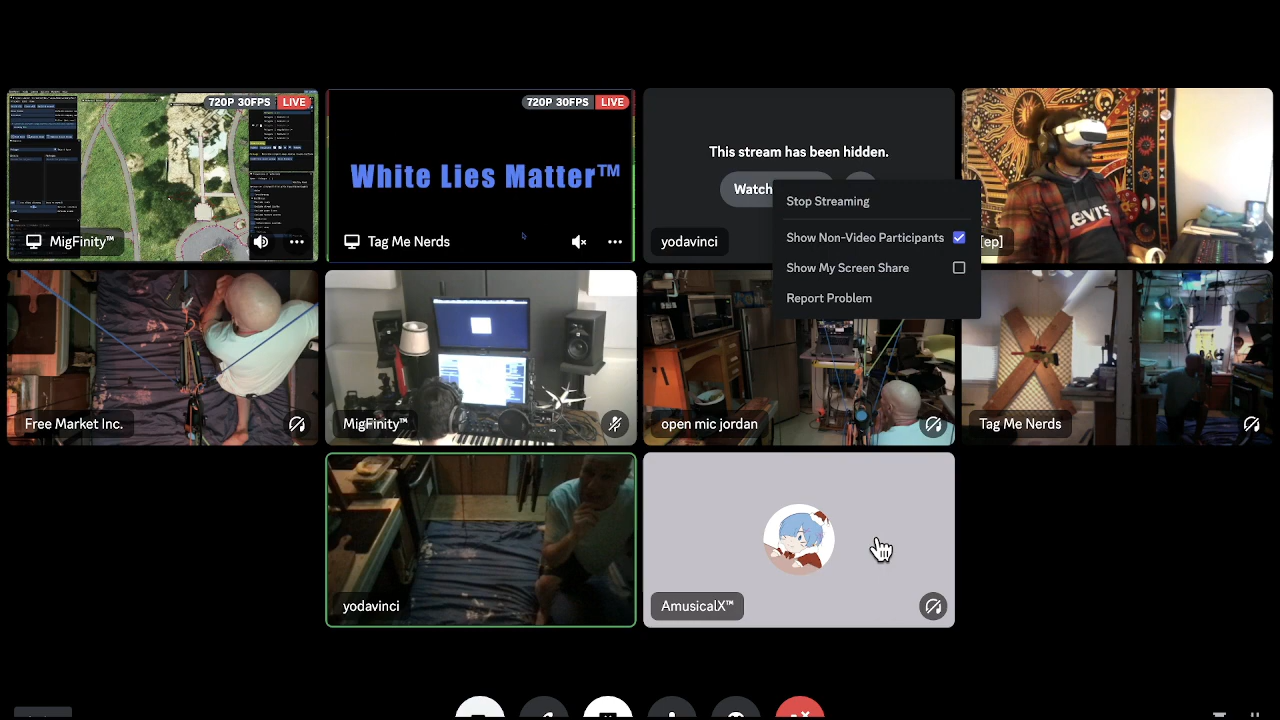 720P 30FPS LIVE
MigFinity™
720P 30FPS LIVE
White Lies Matter™
Tag Me Nerds
This stream has been hidden.
Watch
yodavinci
Stop Streaming
Show Non-Video Participants
Show My Screen Share
Report Problem
Levi's
[ep]
Free Market Inc.
MigFinity™
open mic jordan
Tag Me Nerds
yodavinci
AmusicalX™